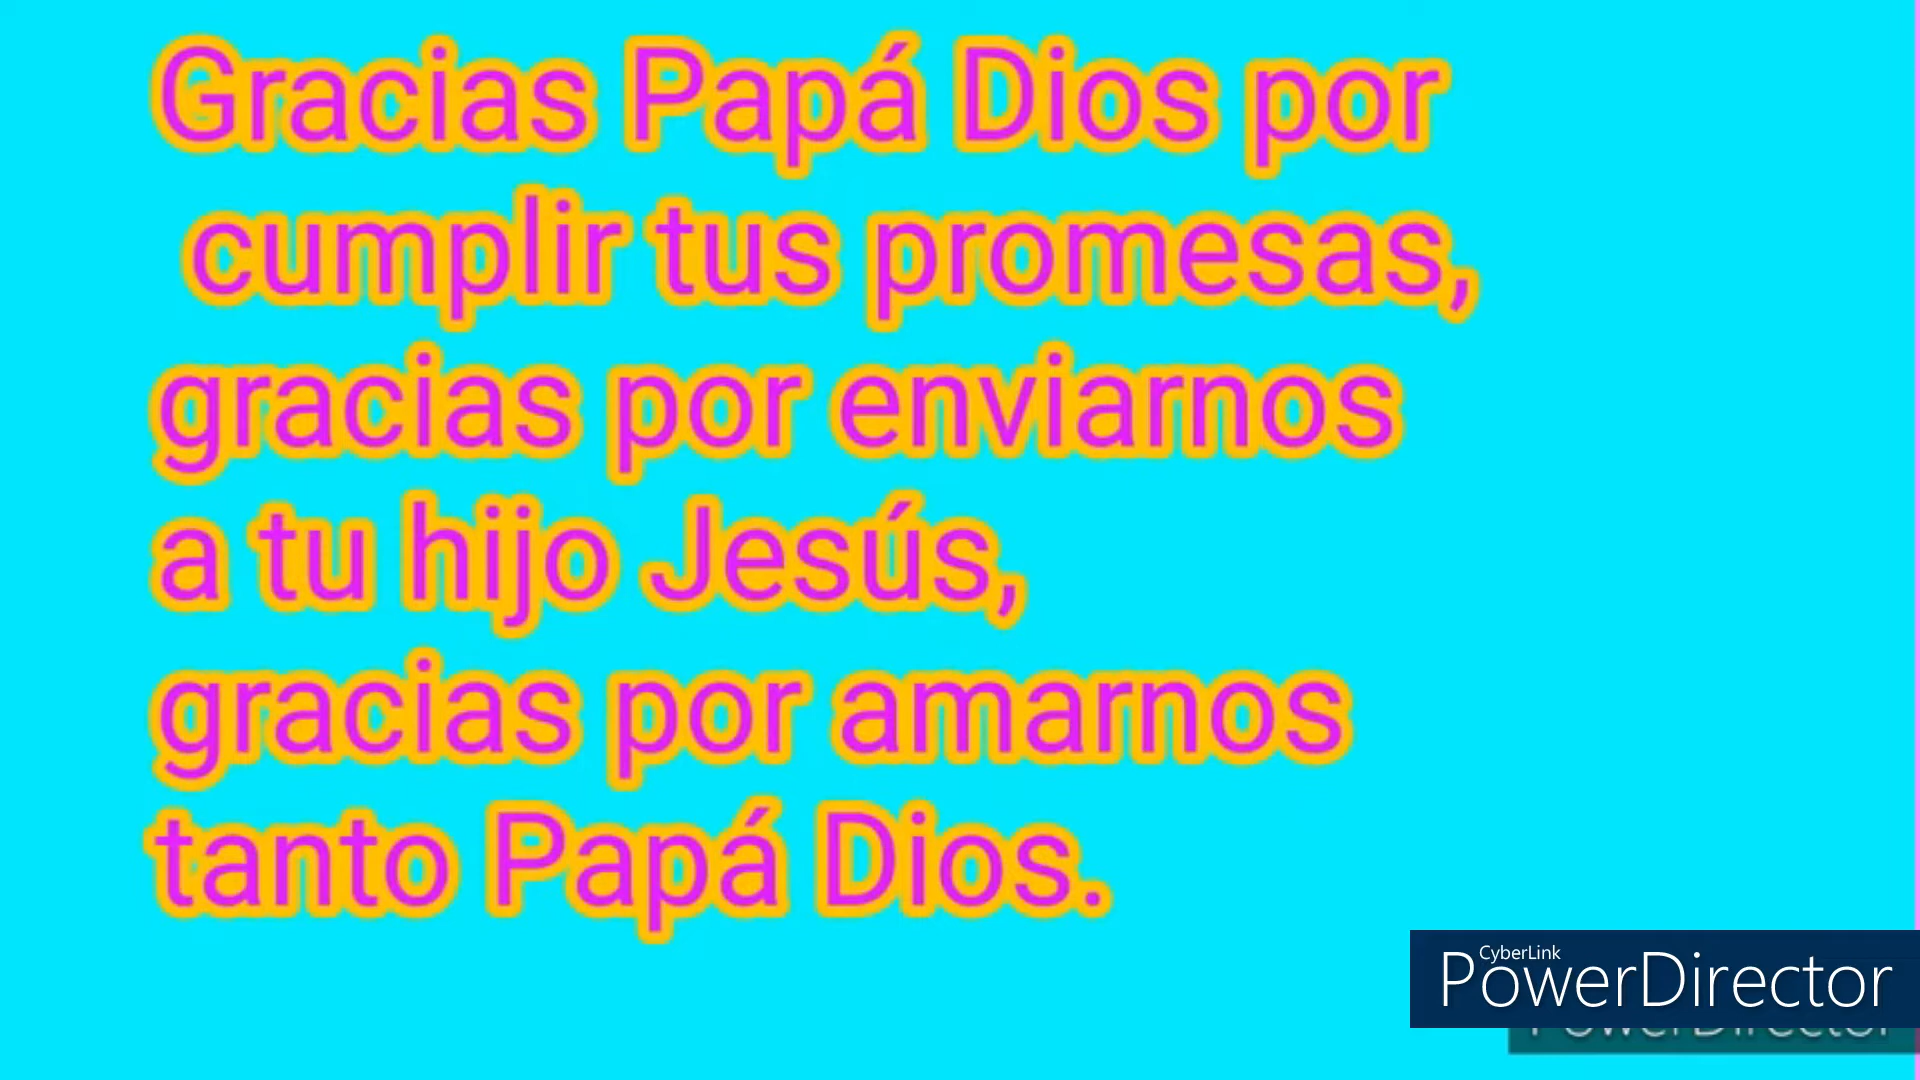 Gracias Papá Dios por
cumplir tus promesas,
gracias por enviarnos
a tu hijo Jesús,
gracias por amarnos
tanto Papá Dios.
CyberLink
PowerDirector
PowerDirector